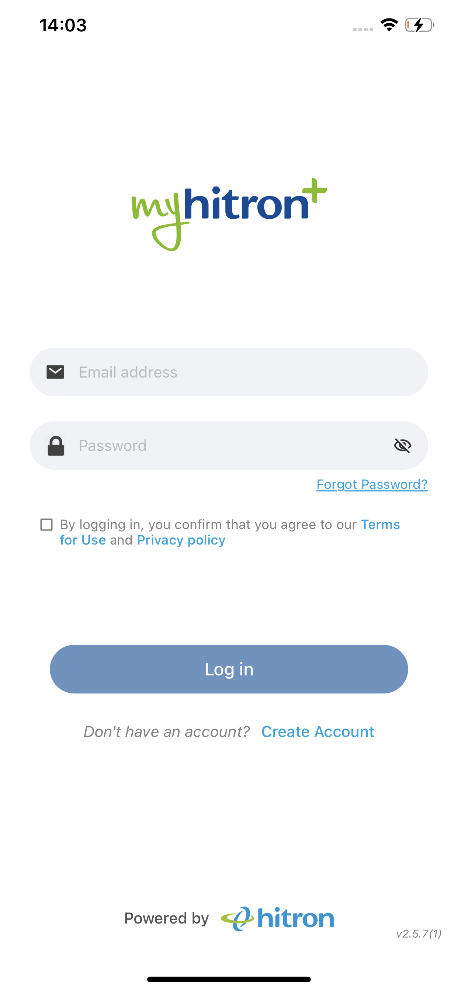 14:03
myhitron+
Email address
Password
Forgot Password?
By logging in, you confirm that you agree to our Terms
for Use and Privacy policy
Log in
Don't have an account? Create Account
Powered by hitron
v2.5.7(1)